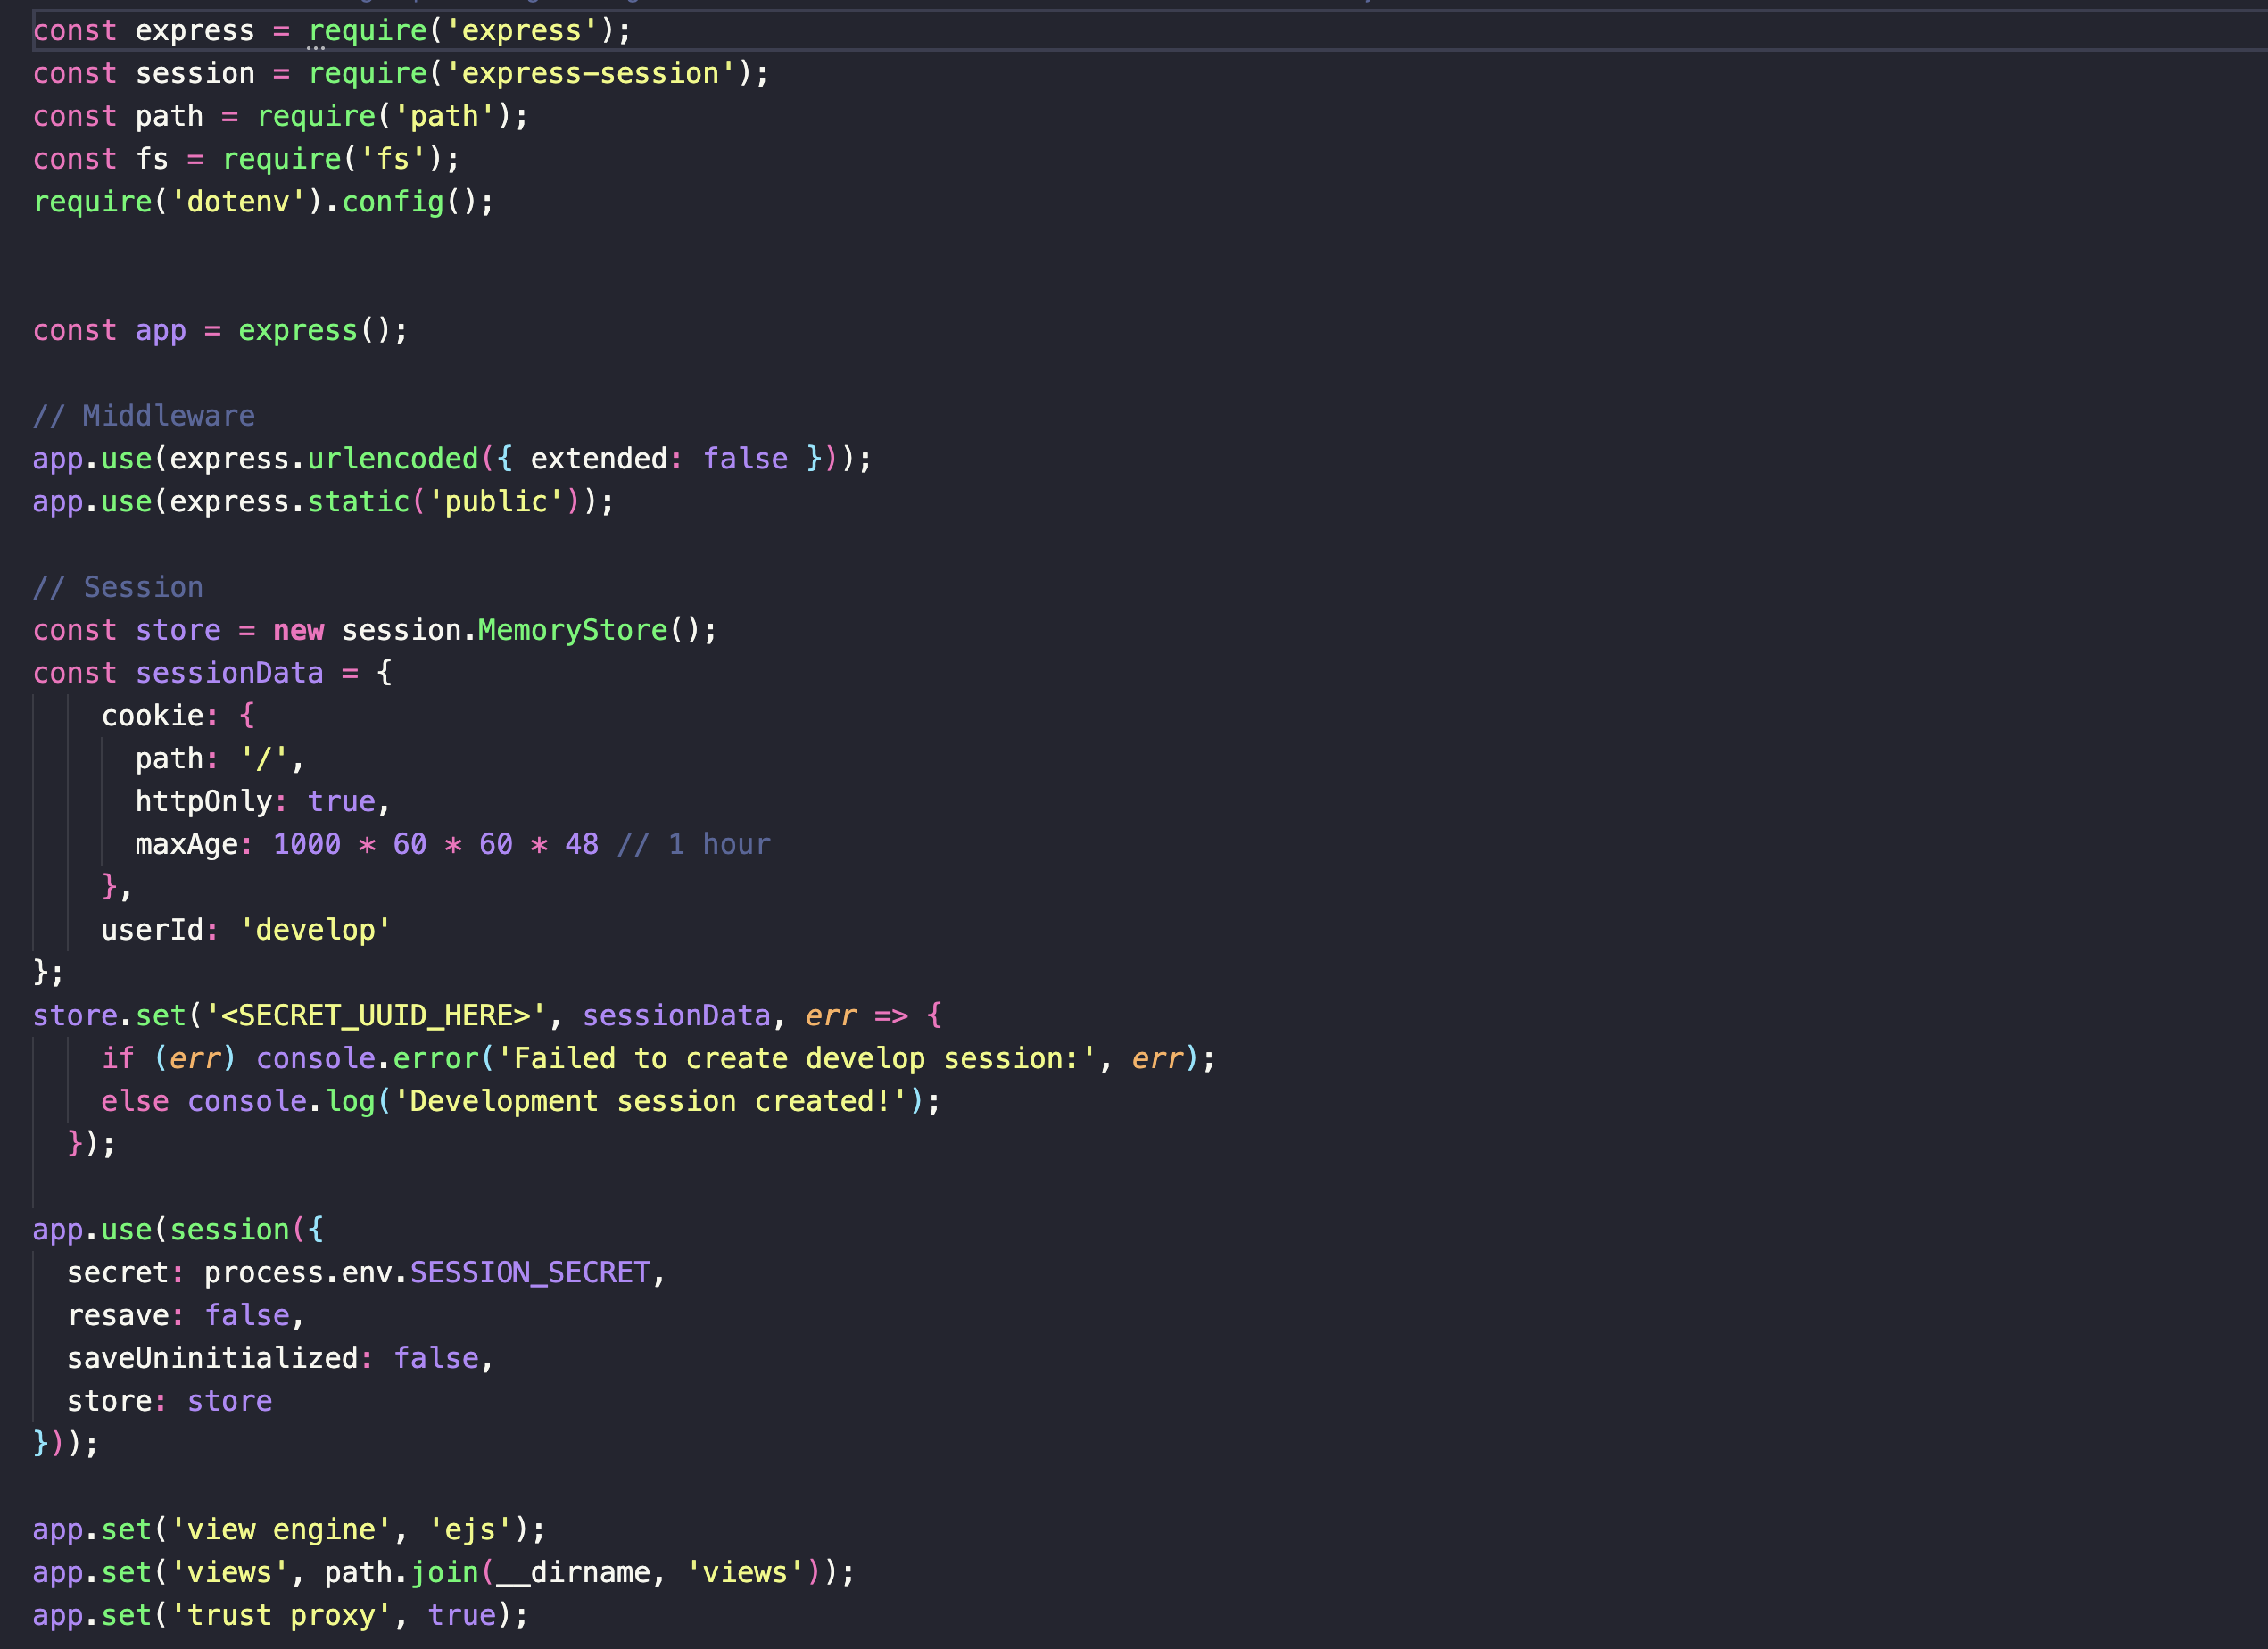 const express = require('express');
const session = require('express-session');
const path = require('path');
const fs = require('fs');
require('dotenv').config();
const app = express();
// Middleware
app.use(express.urlencoded({ extended: false }));
app.use(express.static('public'));
// Session
const store = new session.MemoryStore();
const sessionData = {
cookie: {
path: '/',
httpOnly: true,
maxAge: 1000 * 60 * 60 * 48 // 1 hour
},
userId: 'develop'
};
store.set('<SECRET_UUID_HERE>', sessionData, err => {
if (err) console.error('Failed to create develop session:', err);
else console.log('Development session created!');
});
app.use(session({
secret: process.env.SESSION_SECRET,
resave: false,
saveUninitialized: false,
store: store
}));
app.set('view engine', 'ejs');
app.set('views', path.join(__dirname, 'views'));
app.set('trust proxy', true);